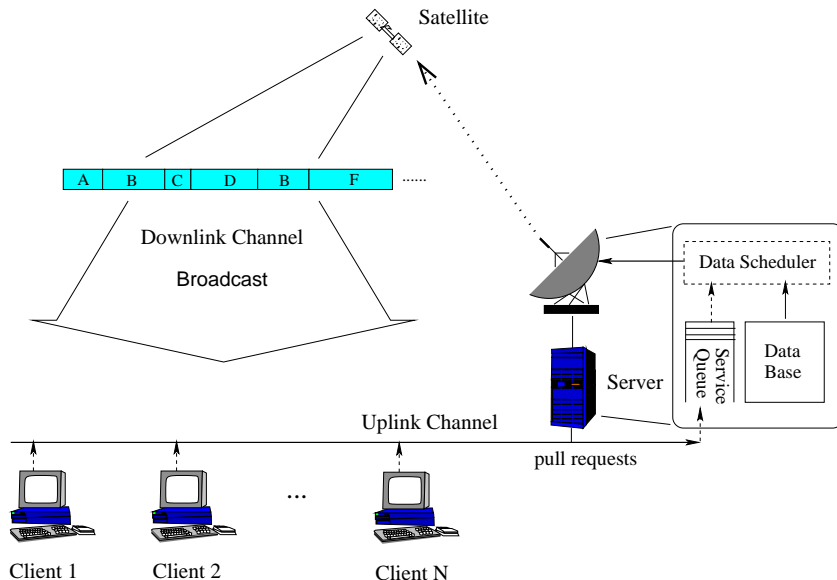 Satellite
A B C D B F ......
Downlink Channel
Broadcast
Data Scheduler
Service
Queue
Data
Base
Server
Uplink Channel
pull requests
...
Client 1 Client 2 Client N